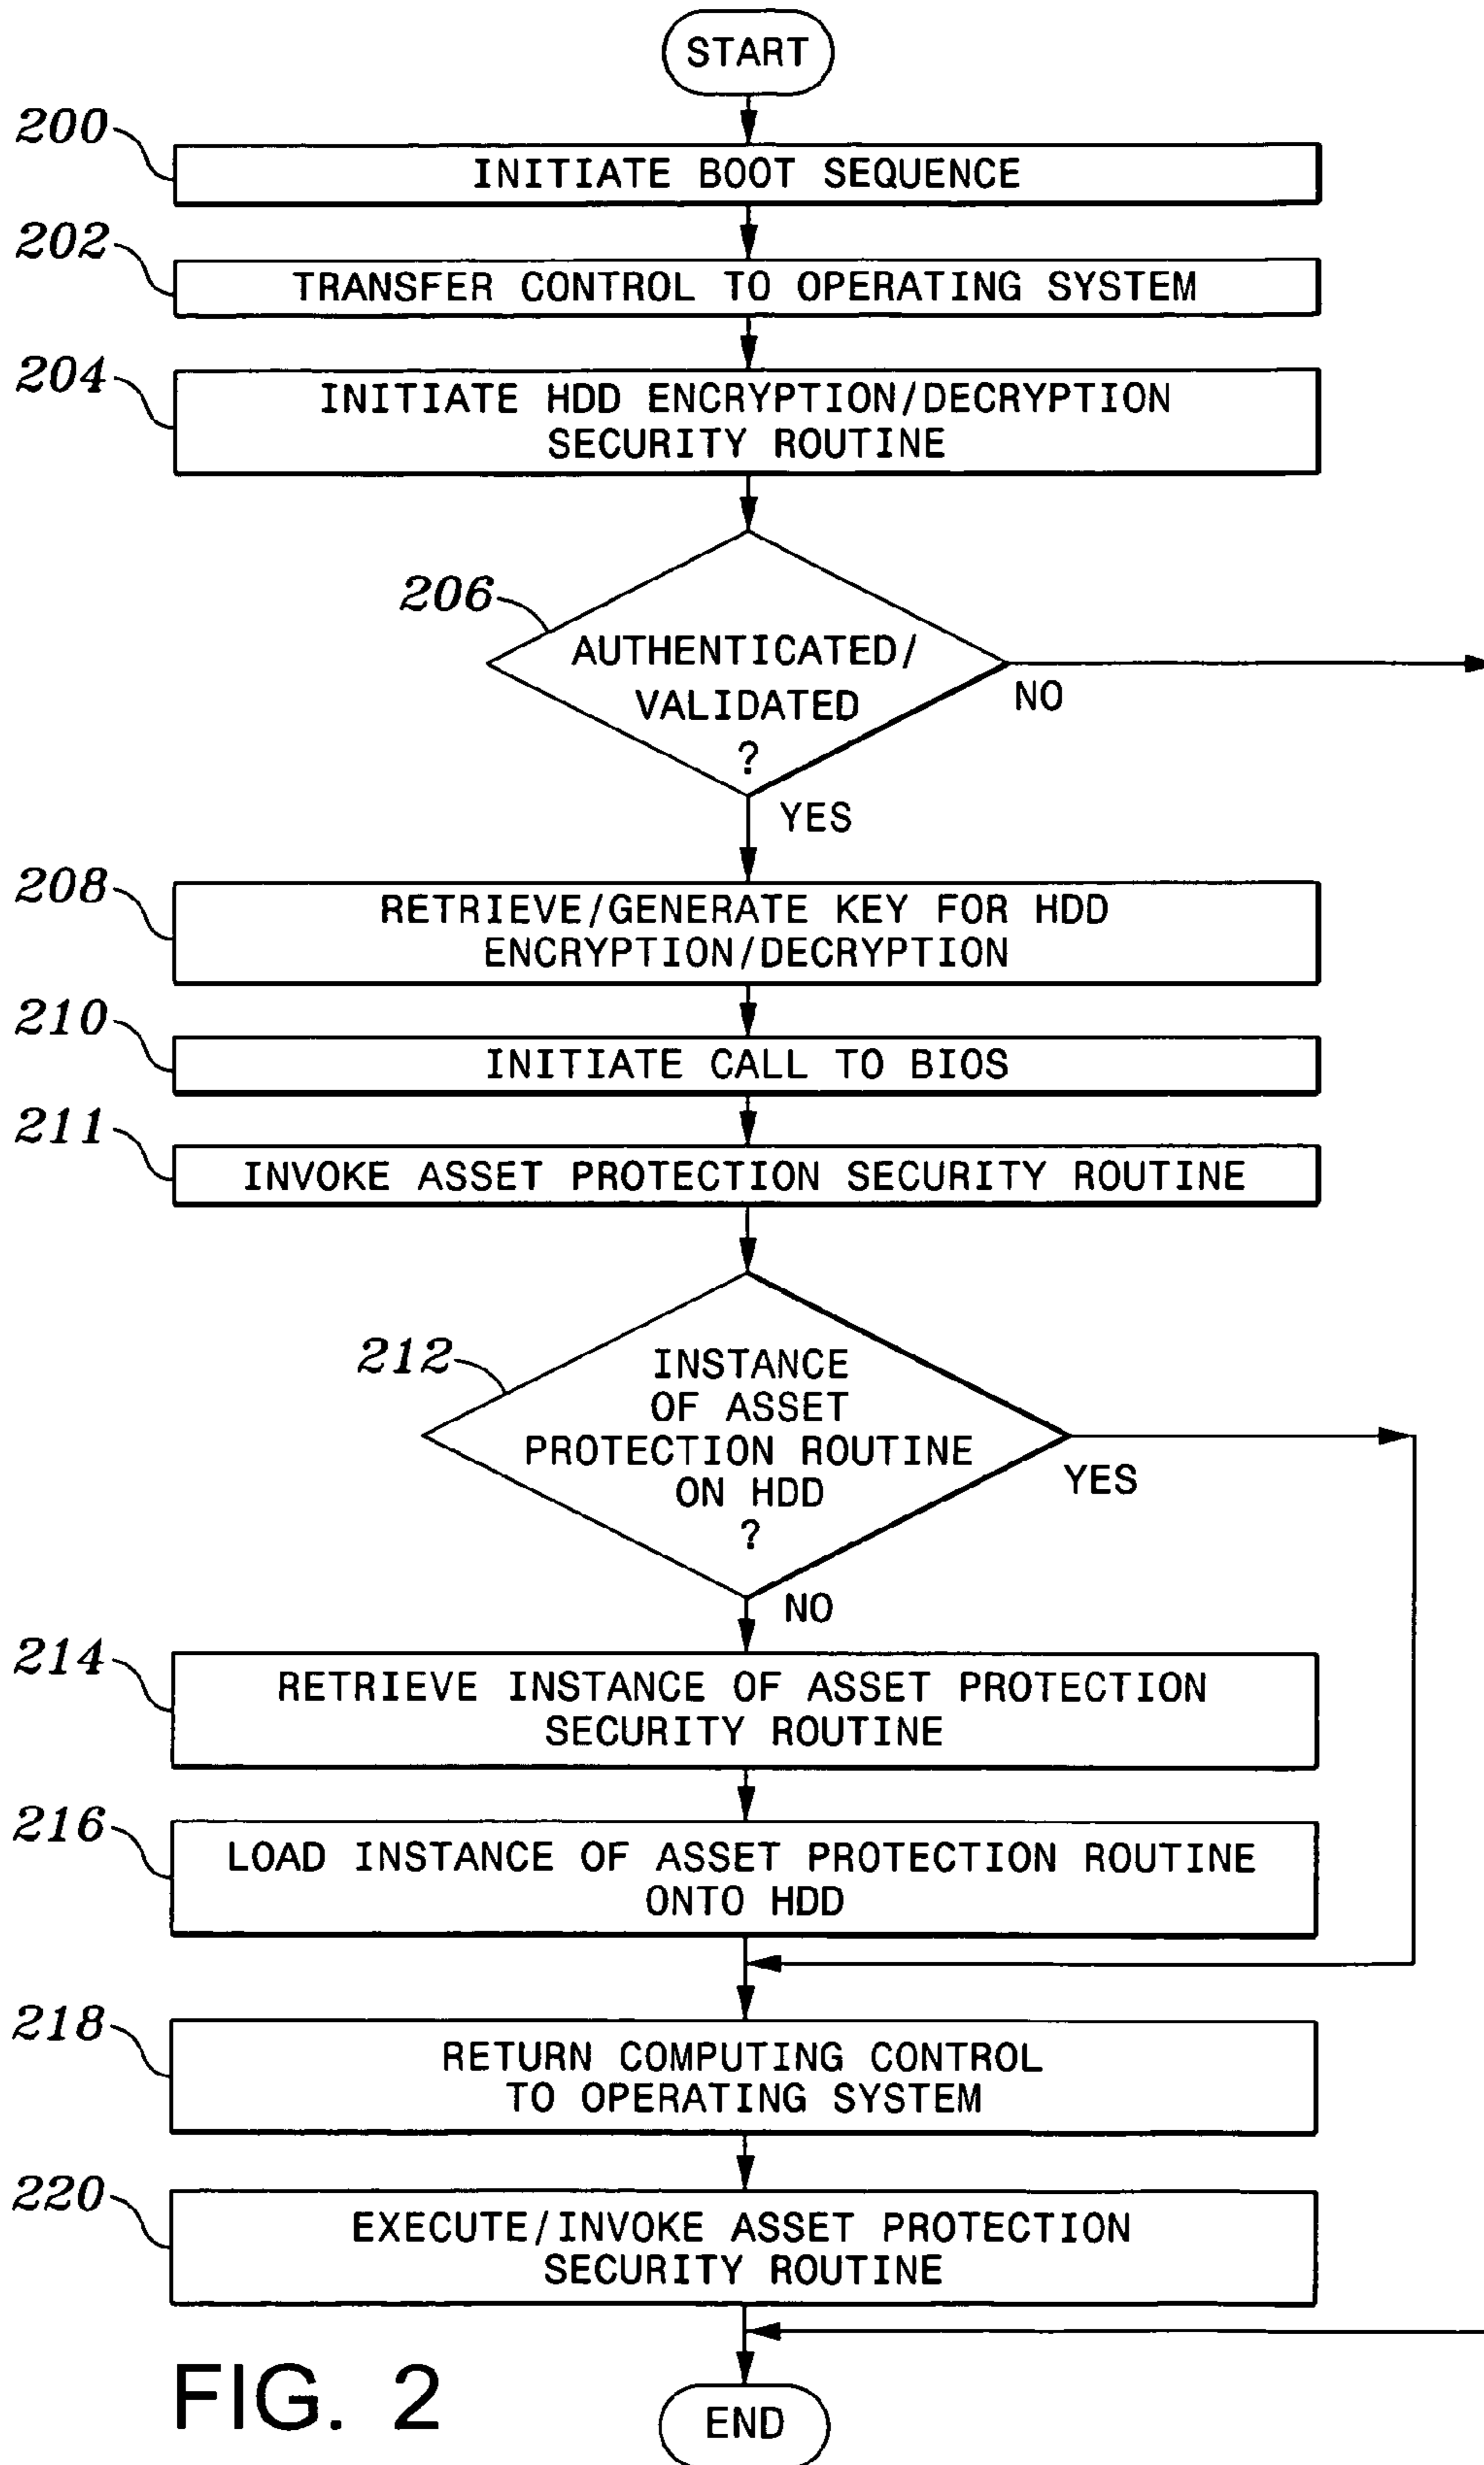 START
200
INITIATE BOOT SEQUENCE
202
TRANSFER CONTROL TO OPERATING SYSTEM
204
INITIATE HDD ENCRYPTION/DECRYPTION
SECURITY ROUTINE
206
AUTHENTICATED/
VALIDATED
?
NO
YES
208
RETRIEVE/GENERATE KEY FOR HDD
ENCRYPTION/DECRYPTION
210
INITIATE CALL TO BIOS
211
INVOKE ASSET PROTECTION SECURITY ROUTINE
212
INSTANCE
OF ASSET
PROTECTION ROUTINE
ON HDD
?
YES
NO
214
RETRIEVE INSTANCE OF ASSET PROTECTION
SECURITY ROUTINE
216
LOAD INSTANCE OF ASSET PROTECTION ROUTINE
ONTO HDD
218
RETURN COMPUTING CONTROL
TO OPERATING SYSTEM
220
EXECUTE/INVOKE ASSET PROTECTION
SECURITY ROUTINE
END
FIG. 2